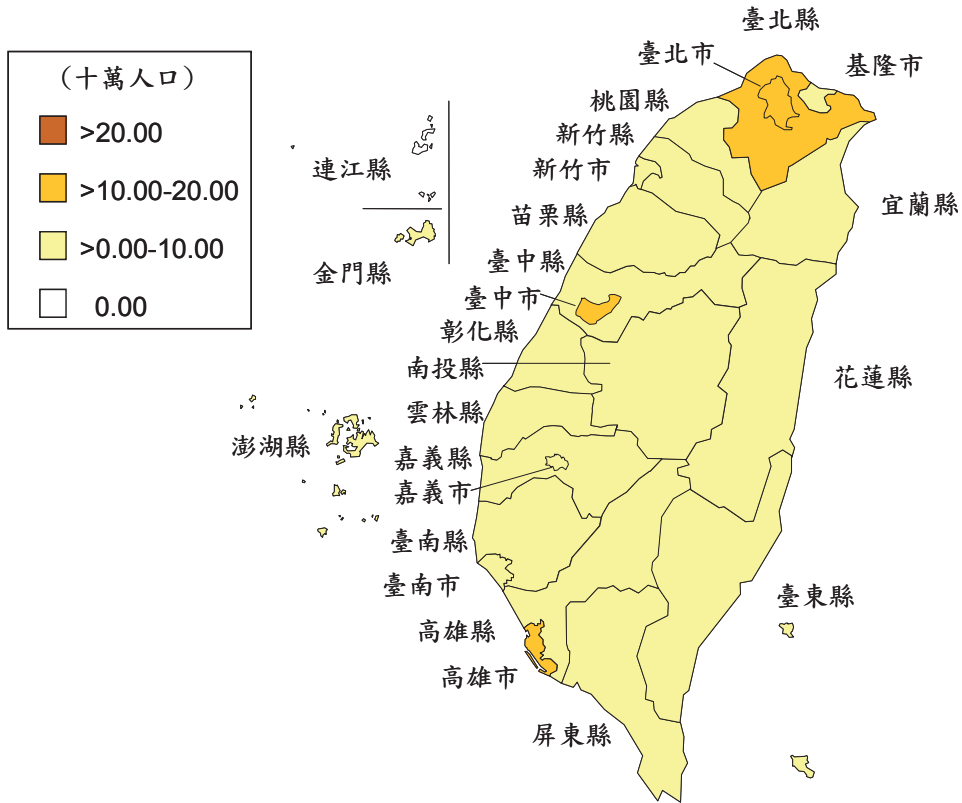 （十萬人口）
>20.00
>10.00-20.00
>0.00-10.00
0.00
臺北縣
臺北市
基隆市
桃園縣
新竹縣
新竹市
連江縣
苗栗縣
宜蘭縣
臺中縣
金門縣
臺中市
彰化縣
南投縣
花蓮縣
雲林縣
澎湖縣
嘉義縣
嘉義市
臺南縣
臺南市
臺東縣
高雄縣
高雄市
屏東縣